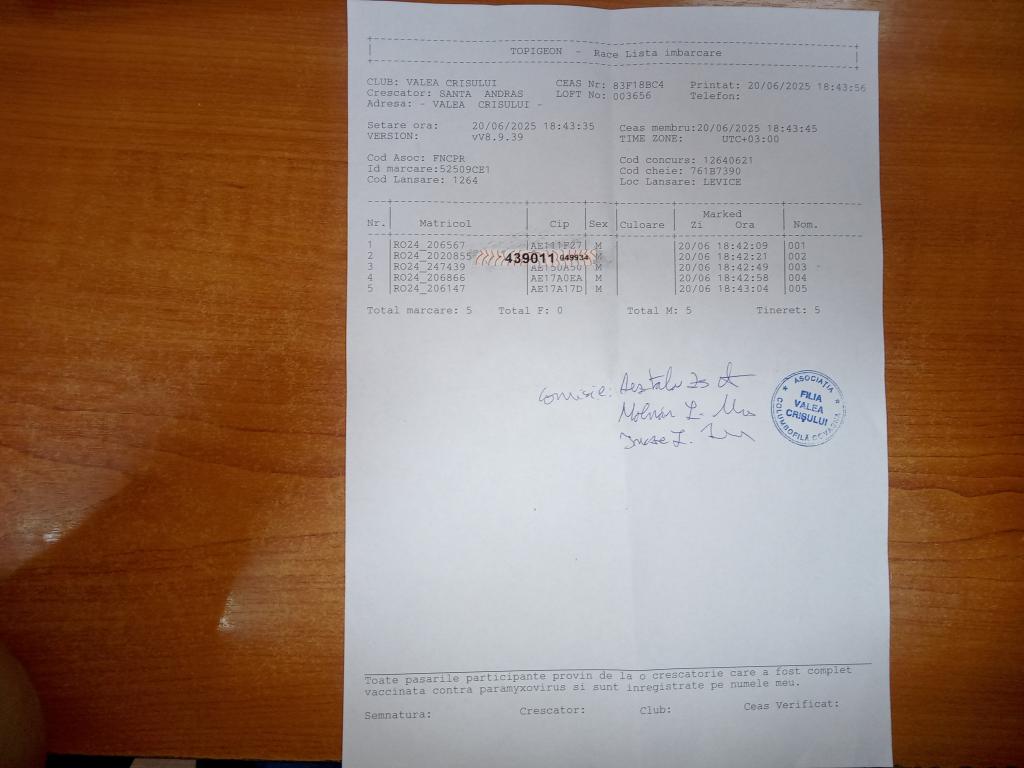 TOPIGEON - Race Lista imbarcare
CLUB: VALEA CRISULUI CEAS Nr: 83F18BC4 Printat: 20/06/2025 18:43:56
Crescator: SANTA ANDRAS LOFT No: 003656 Telefon:
Adresa: - VALEA CRISULUI -
Setare ora: 20/06/2025 18:43:35 Ceas membru:20/06/2025 18:43:45
VERSION: vV8.9.39 TIME ZONE: UTC+03:00
Cod Asoc: FNCPR Cod concurs: 12640621
Id marcare:52509CE1 Cod cheie: 761B7390
Cod Lansare: 1264 Loc Lansare: LEVICE
Marked
Nr. Matricol Cip Sex Culoare Zi Ora Nom.
1 RO24_206567 M 20/06 18:42:09 001
2 RO24_2020855 439011 049934 20/06 18:42:21 002
3 RO24_247439 M 20/06 18:42:49 003
4 RO24_206866 AE17A0EA M 20/06 18:42:58 004
5 RO24_206147 AE17A17D M 20/06 18:43:04 005
Total marcare: 5 Total F: 0 Total M: 5 Tineret: 5
Comisie:
Molnar L.
ASOCIAŢIA
FILIA
VALEA
CRIŞULUI
COLUMBOFILĂ COVASNA
Toate pasarile participante provin de la o crescatorie care a fost complet
vaccinata contra paramyxovirus si sunt inregistrate pe numele meu.
Semnatura: Crescator: Club: Ceas Verificat: